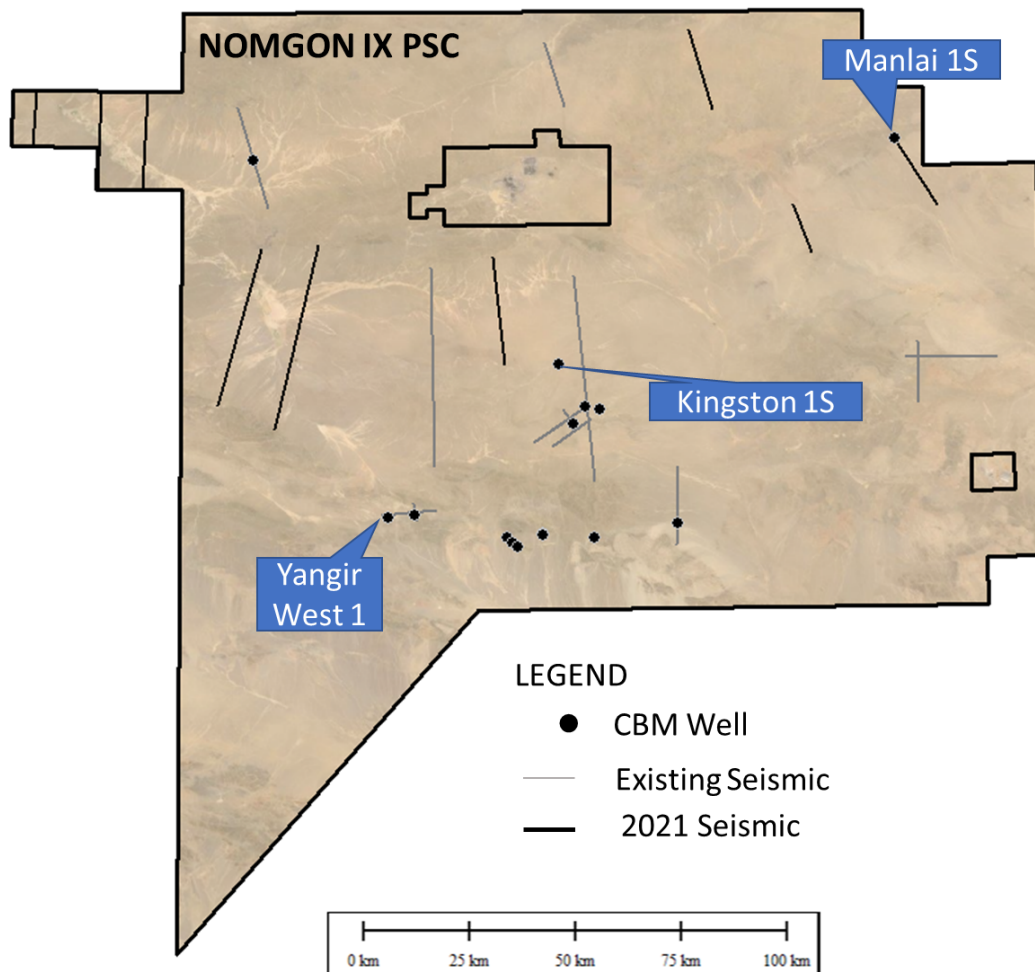 NOMGON IX PSC
Manlai 1S
Kingston 1S
Yangir
West 1
LEGEND
CBM Well
Existing Seismic
2021 Seismic
0 km 25 km 50 km 75 km 100 km